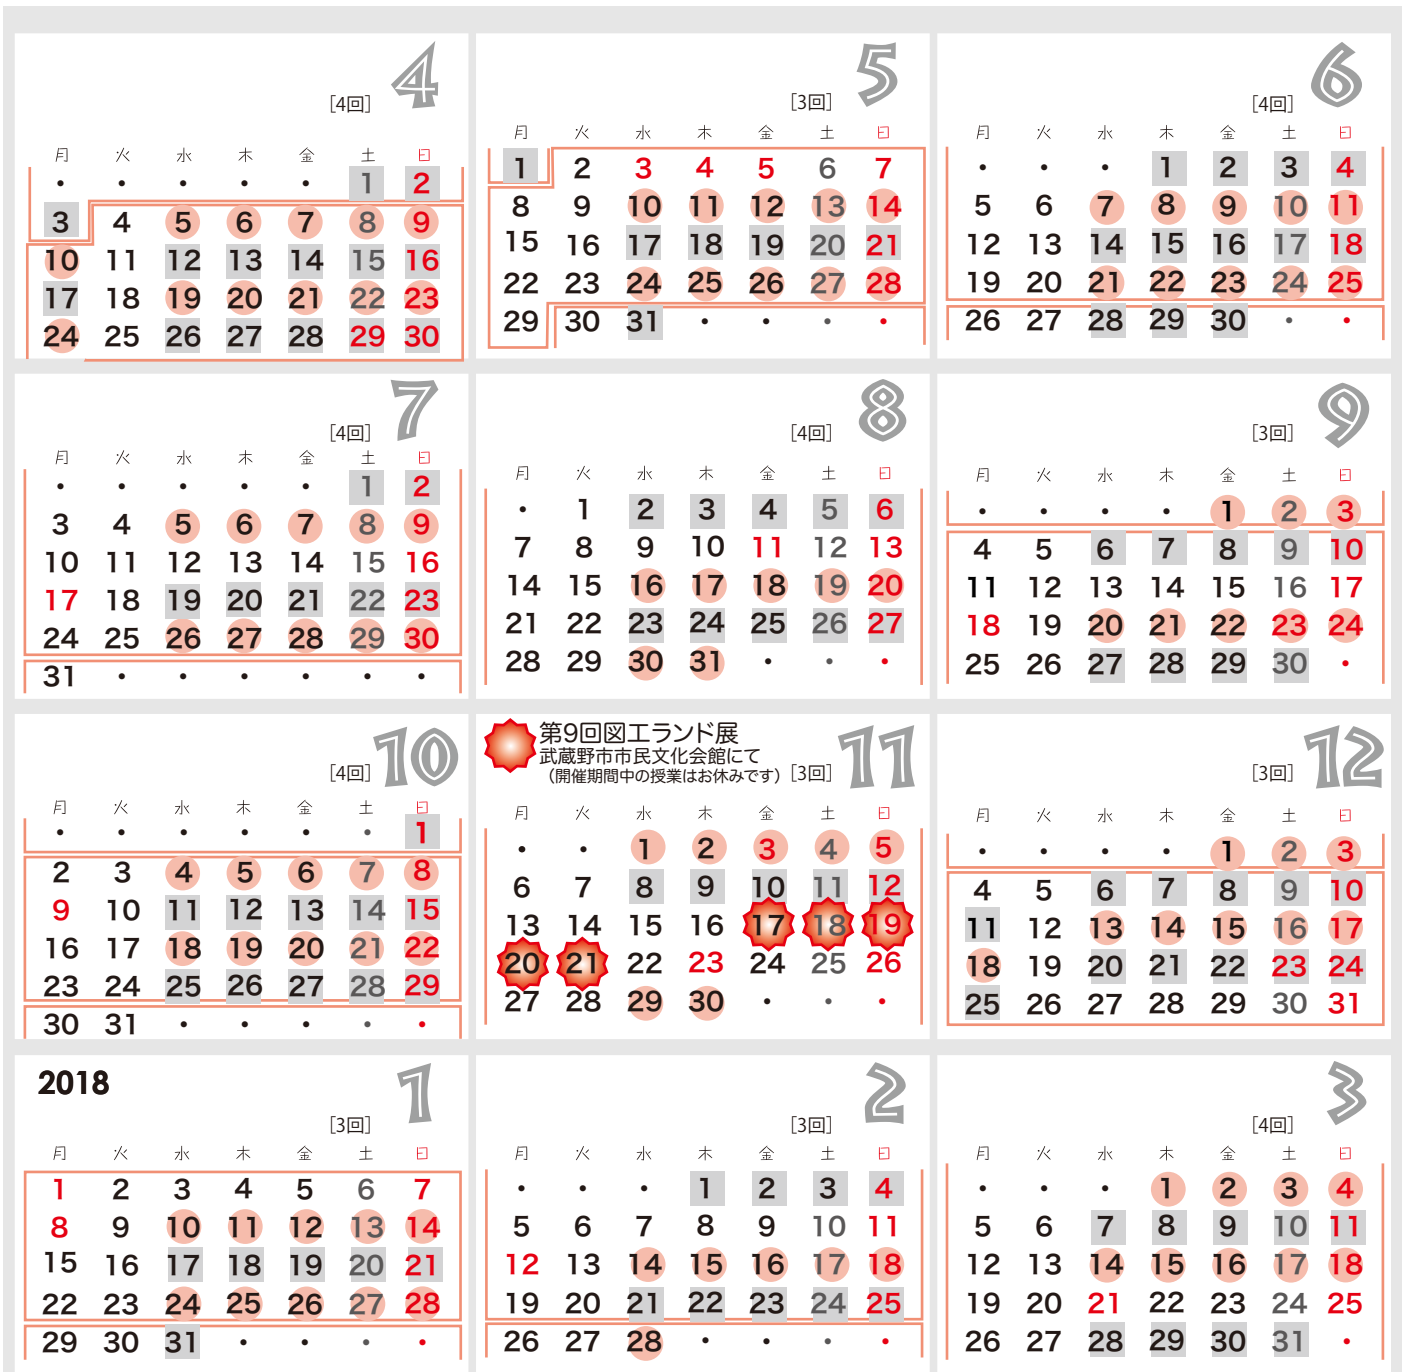 4
[4回]
月 火 水 木 金 土 日
・ ・ ・ ・ ・ 1 2
3 4 5 6 7 8 9
10 11 12 13 14 15 16
17 18 19 20 21 22 23
24 25 26 27 28 29 30
5
[3回]
月 火 水 木 金 土 日
1 2 3 4 5 6 7
8 9 10 11 12 13 14
15 16 17 18 19 20 21
22 23 24 25 26 27 28
29 30 31 ・ ・ ・ ・
6
[4回]
月 火 水 木 金 土 日
・ ・ ・ 1 2 3 4
5 6 7 8 9 10 11
12 13 14 15 16 17 18
19 20 21 22 23 24 25
26 27 28 29 30 ・ ・
7
[4回]
月 火 水 木 金 土 日
・ ・ ・ ・ ・ 1 2
3 4 5 6 7 8 9
10 11 12 13 14 15 16
17 18 19 20 21 22 23
24 25 26 27 28 29 30
31 ・ ・ ・ ・ ・ ・
8
[4回]
月 火 水 木 金 土 日
・ 1 2 3 4 5 6
7 8 9 10 11 12 13
14 15 16 17 18 19 20
21 22 23 24 25 26 27
28 29 30 31 ・ ・ ・
9
[3回]
月 火 水 木 金 土 日
・ ・ ・ ・ 1 2 3
4 5 6 7 8 9 10
11 12 13 14 15 16 17
18 19 20 21 22 23 24
25 26 27 28 29 30 ・
10
[4回]
月 火 水 木 金 土 日
・ ・ ・ ・ ・ ・ 1
2 3 4 5 6 7 8
9 10 11 12 13 14 15
16 17 18 19 20 21 22
23 24 25 26 27 28 29
30 31 ・ ・ ・ ・ ・
第9回図工ランド展
武蔵野市市民文化会館にて
（開催期間中の授業はお休みです）[3回]
11
月 火 水 木 金 土 日
・ ・ 1 2 3 4 5
6 7 8 9 10 11 12
13 14 15 16 17 18 19
20 21 22 23 24 25 26
27 28 29 30 ・ ・ ・
12
[3回]
月 火 水 木 金 土 日
・ ・ ・ ・ 1 2 3
4 5 6 7 8 9 10
11 12 13 14 15 16 17
18 19 20 21 22 23 24
25 26 27 28 29 30 31
2018
1
[3回]
月 火 水 木 金 土 日
1 2 3 4 5 6 7
8 9 10 11 12 13 14
15 16 17 18 19 20 21
22 23 24 25 26 27 28
29 30 31 ・ ・ ・ ・
2
[3回]
月 火 水 木 金 土 日
・ ・ ・ 1 2 3 4
5 6 7 8 9 10 11
12 13 14 15 16 17 18
19 20 21 22 23 24 25
26 27 28 ・ ・ ・ ・
3
[4回]
月 火 水 木 金 土 日
・ ・ ・ 1 2 3 4
5 6 7 8 9 10 11
12 13 14 15 16 17 18
19 20 21 22 23 24 25
26 27 28 29 30 31 ・